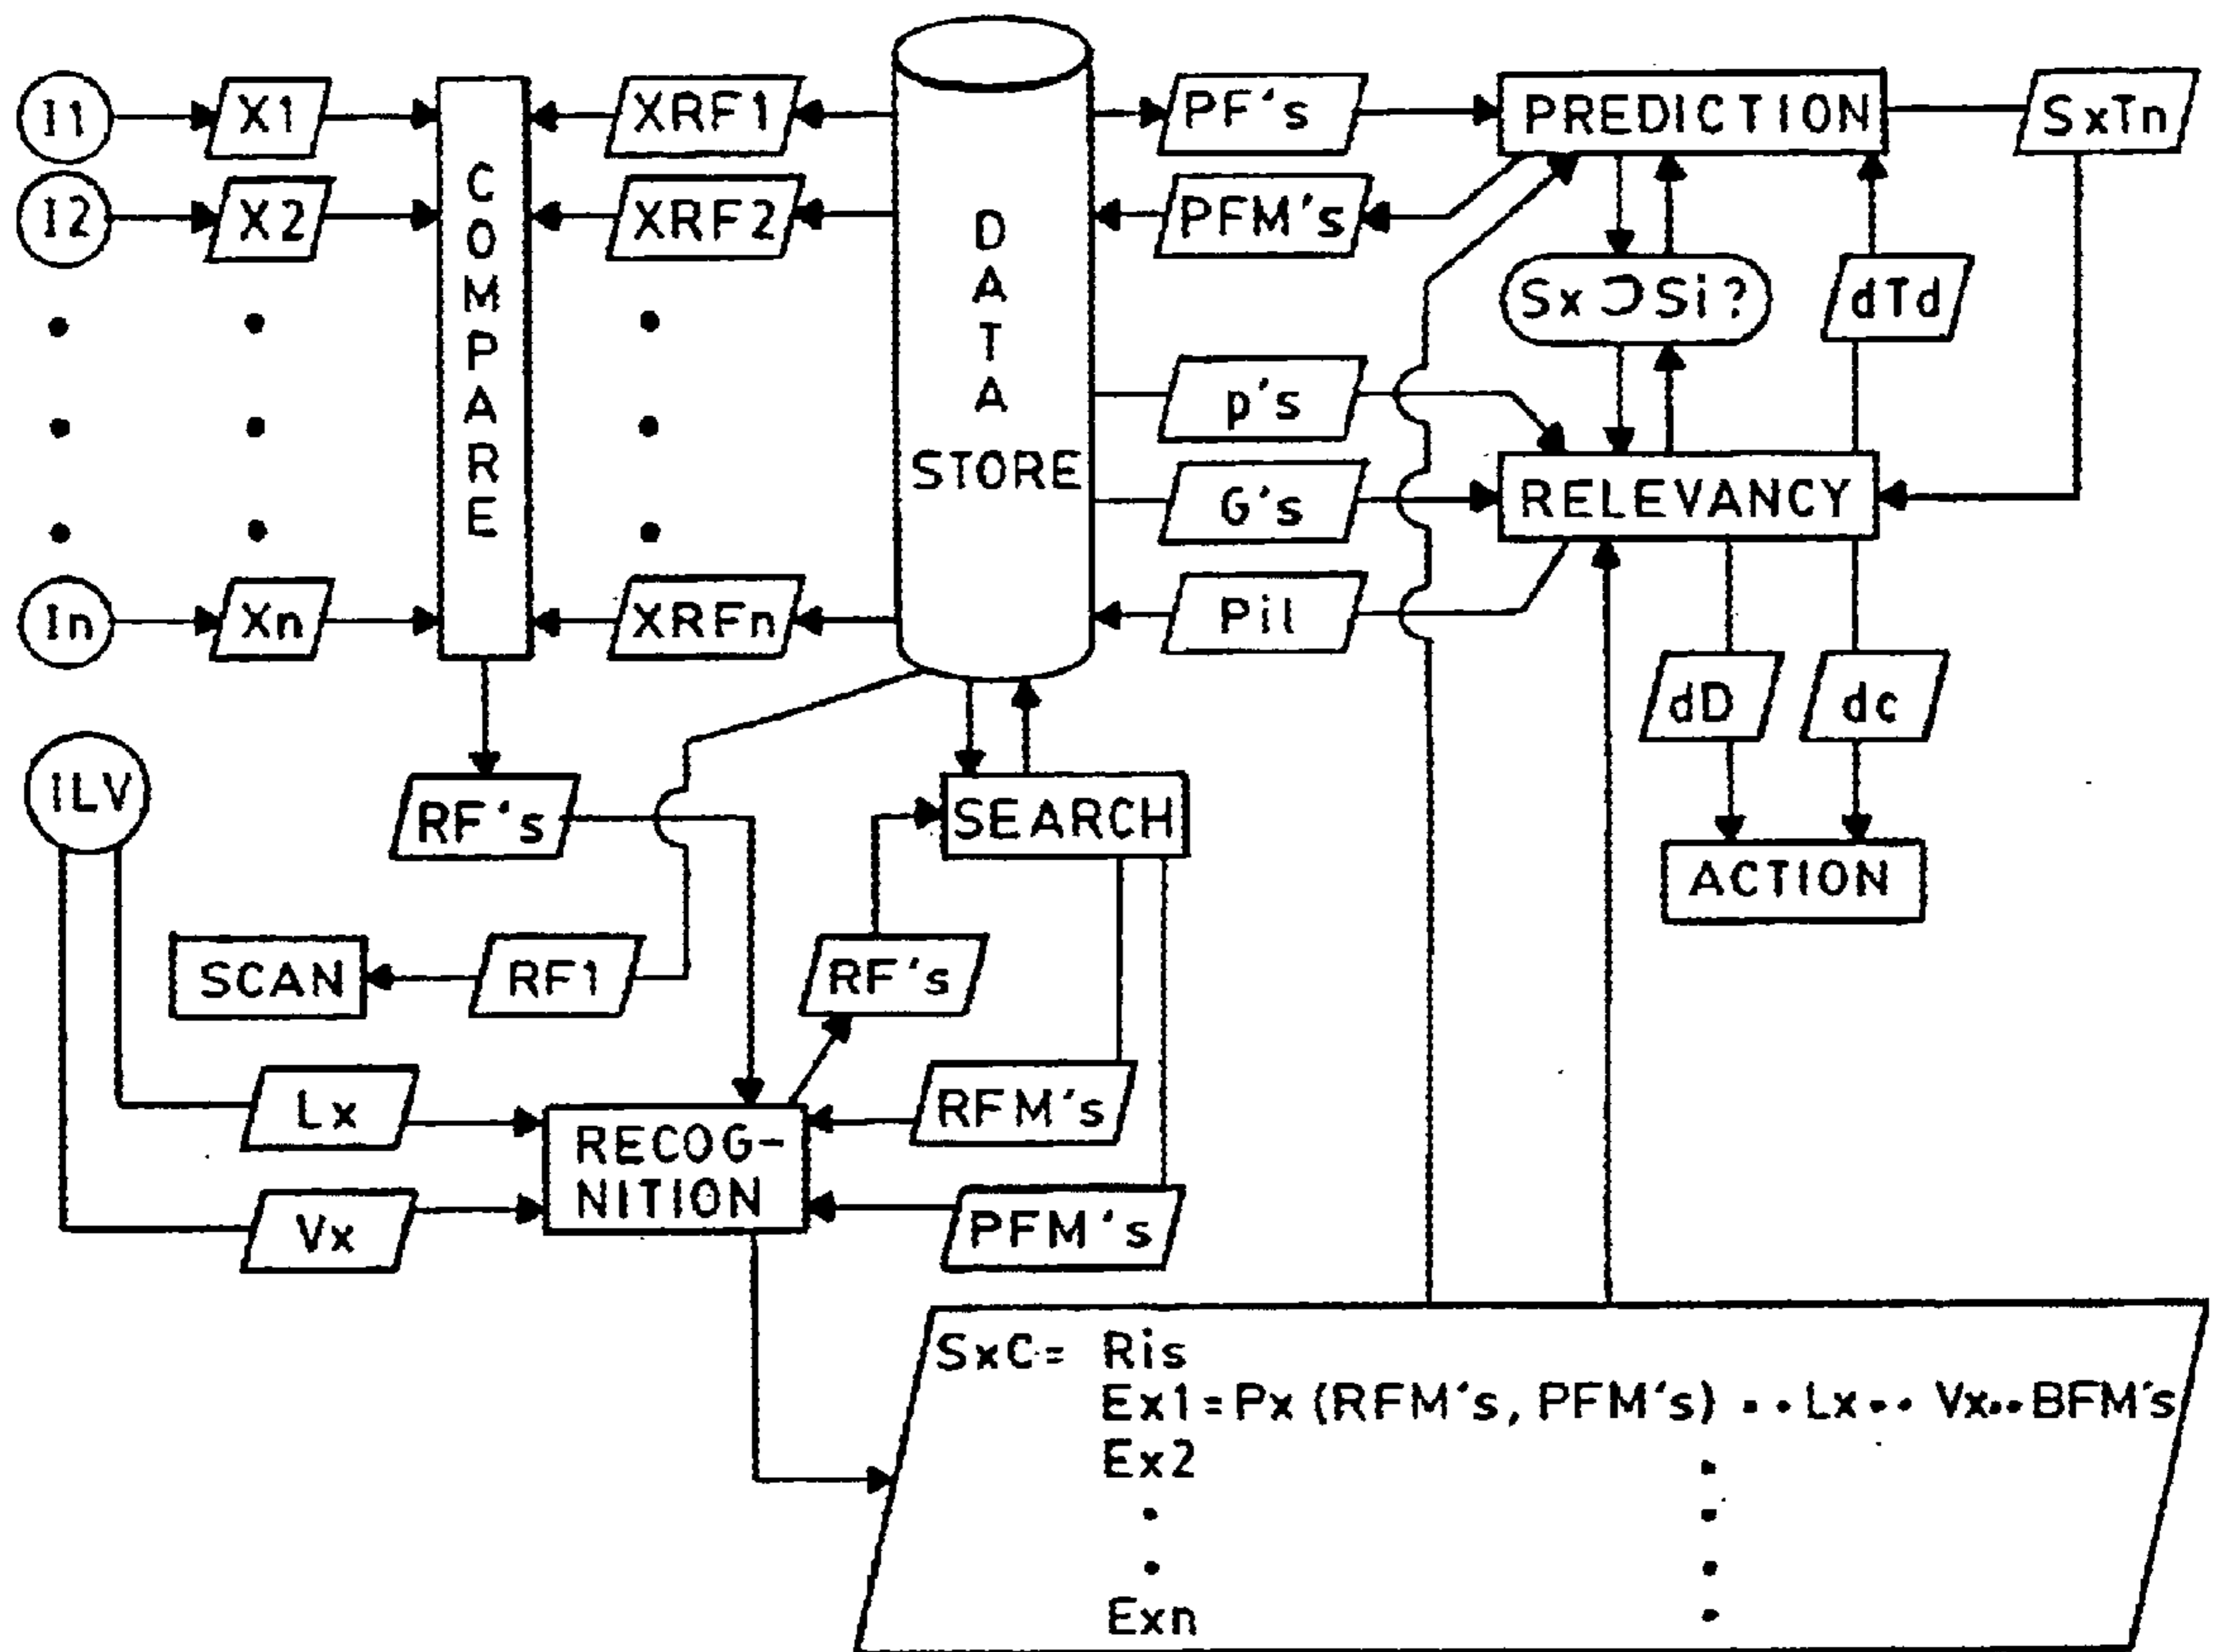 I1
X1
XRF1
PF's
PREDICTION
SxTn
I2
X2
XRF2
PFM's
COMPARE
DATA
STORE
Sx⊃Si?
dTd
p's
G's
RELEVANCY
In
Xn
XRFn
Pil
dD
dc
ILV
RF's
SEARCH
ACTION
SCAN
RF1
RF's
Lx
RFM's
RECOG-
NITION
Vx
PFM's
SxC= Ris
Ex1=Px (RFM's, PFM's) ..Lx.. Vx..BFM's
Ex2
Exn